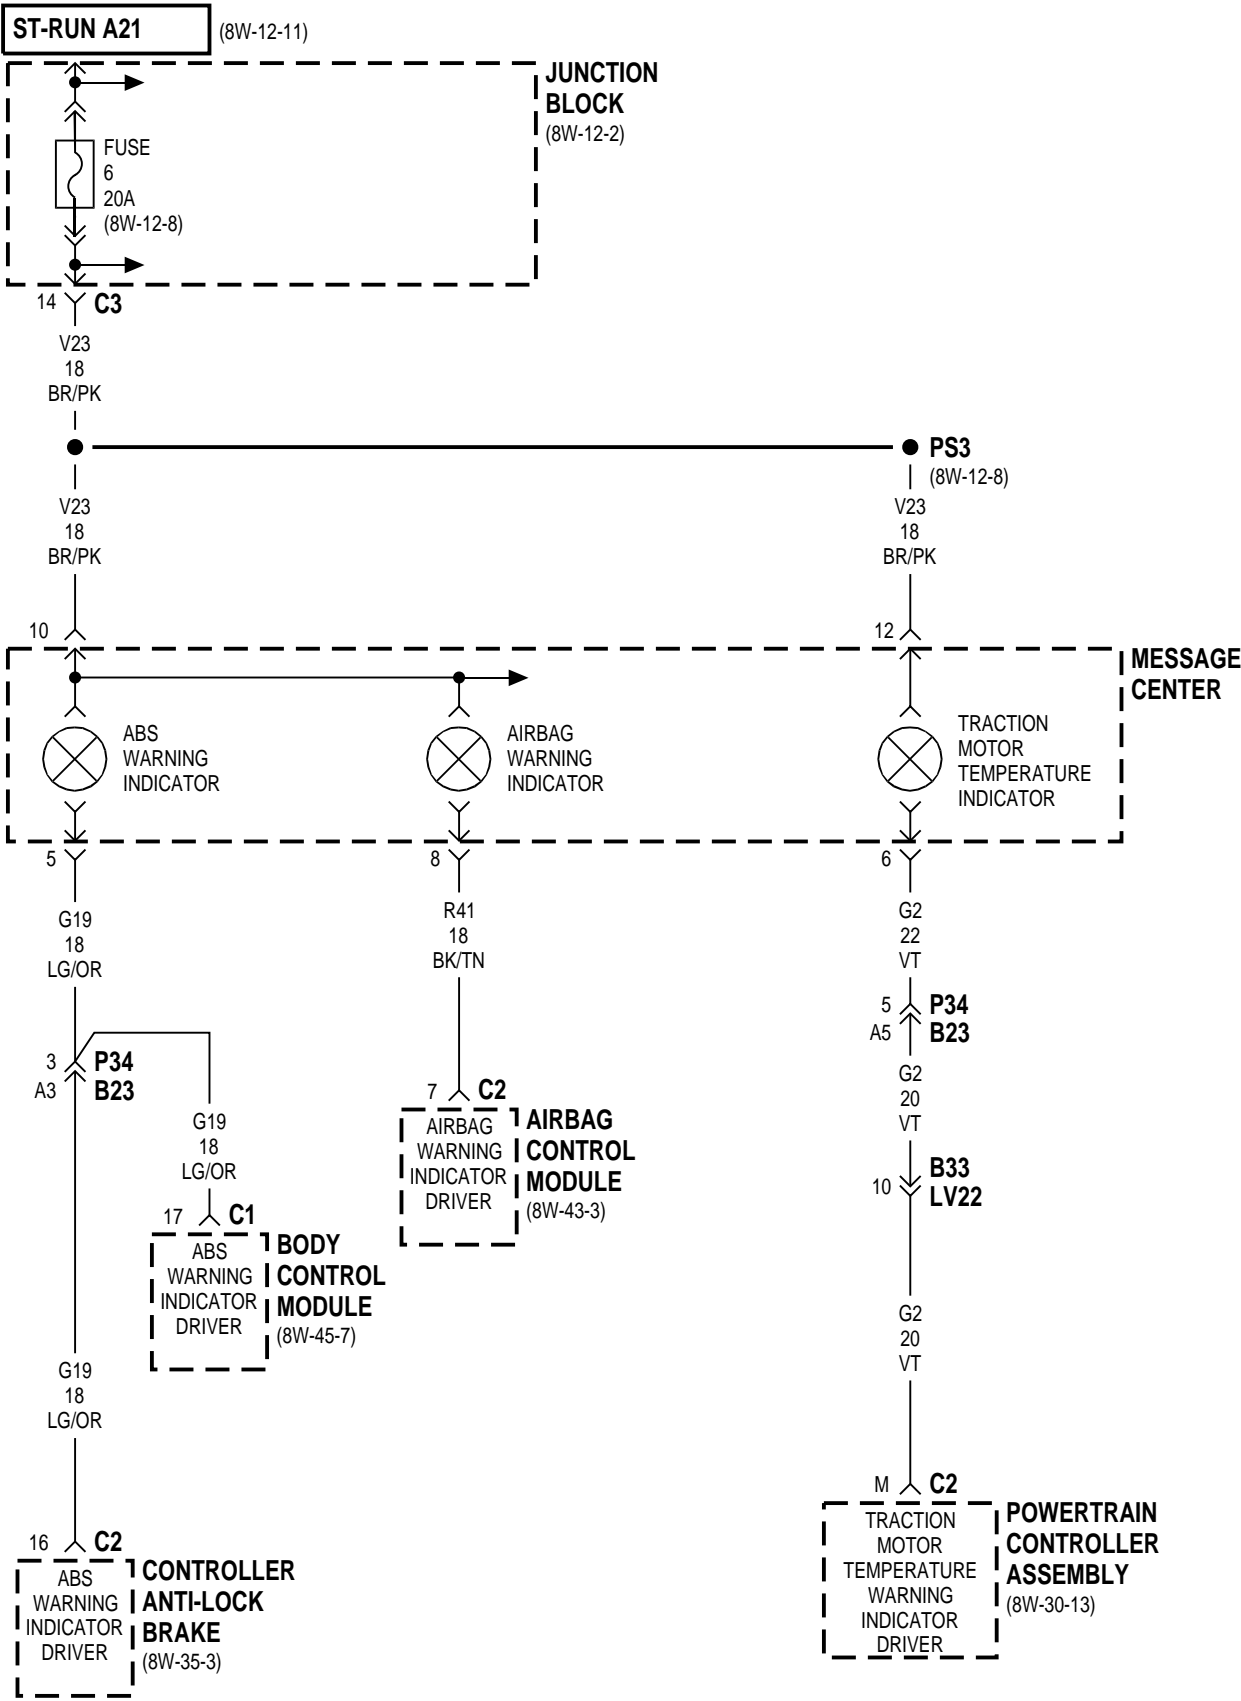 ST-RUN A21
(8W-12-11)
JUNCTION
BLOCK
(8W-12-2)
FUSE
6
20A
(8W-12-8)
14
C3
V23
18
BR/PK
PS3
(8W-12-8)
V23
18
BR/PK
V23
18
BR/PK
10
12
MESSAGE
CENTER
ABS
WARNING
INDICATOR
AIRBAG
WARNING
INDICATOR
TRACTION
MOTOR
TEMPERATURE
INDICATOR
5
8
6
G19
18
LG/OR
R41
18
BK/TN
G2
22
VT
5
P34
A5
B23
3
P34
A3
B23
G2
20
VT
7
C2
AIRBAG
WARNING
INDICATOR
DRIVER
AIRBAG
CONTROL
MODULE
(8W-43-3)
G19
18
LG/OR
B33
10
LV22
17
C1
ABS
WARNING
INDICATOR
DRIVER
BODY
CONTROL
MODULE
(8W-45-7)
G2
20
VT
G19
18
LG/OR
M
C2
TRACTION
MOTOR
TEMPERATURE
WARNING
INDICATOR
DRIVER
POWERTRAIN
CONTROLLER
ASSEMBLY
(8W-30-13)
16
C2
ABS
WARNING
INDICATOR
DRIVER
CONTROLLER
ANTI-LOCK
BRAKE
(8W-35-3)